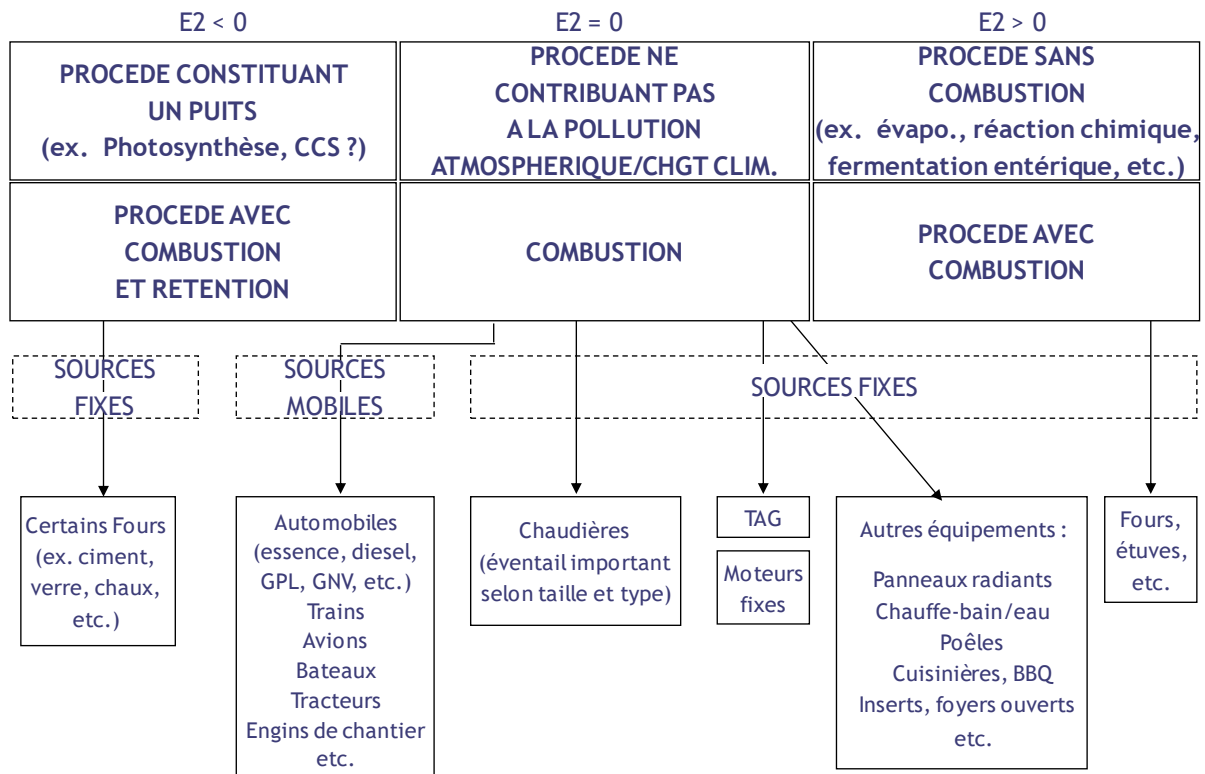 E2 < 0
E2 = 0
E2 > 0
PROCEDE CONSTITUANT
UN PUITS
(ex. Photosynthèse, CCS ?)
PROCEDE NE
CONTRIBUANT PAS
A LA POLLUTION
ATMOSPHERIQUE/CHGT CLIM.
PROCEDE SANS
COMBUSTION
(ex. évapo., réaction chimique,
fermentation entérique, etc.)
PROCEDE AVEC
COMBUSTION
ET RETENTION
COMBUSTION
PROCEDE AVEC
COMBUSTION
SOURCES
FIXES
SOURCES
MOBILES
SOURCES FIXES
Certains Fours
(ex. ciment,
verre, chaux,
etc.)
Automobiles
(essence, diesel,
GPL, GNV, etc.)
Trains
Avions
Bateaux
Tracteurs
Engins de chantier
etc.
Chaudières
(éventail important
selon taille et type)
TAG
Moteurs
fixes
Autres équipements :
Panneaux radiants
Chauffe-bain/eau
Poêles
Cuisinières, BBQ
Inserts, foyers ouverts
etc.
Fours,
étuves,
etc.